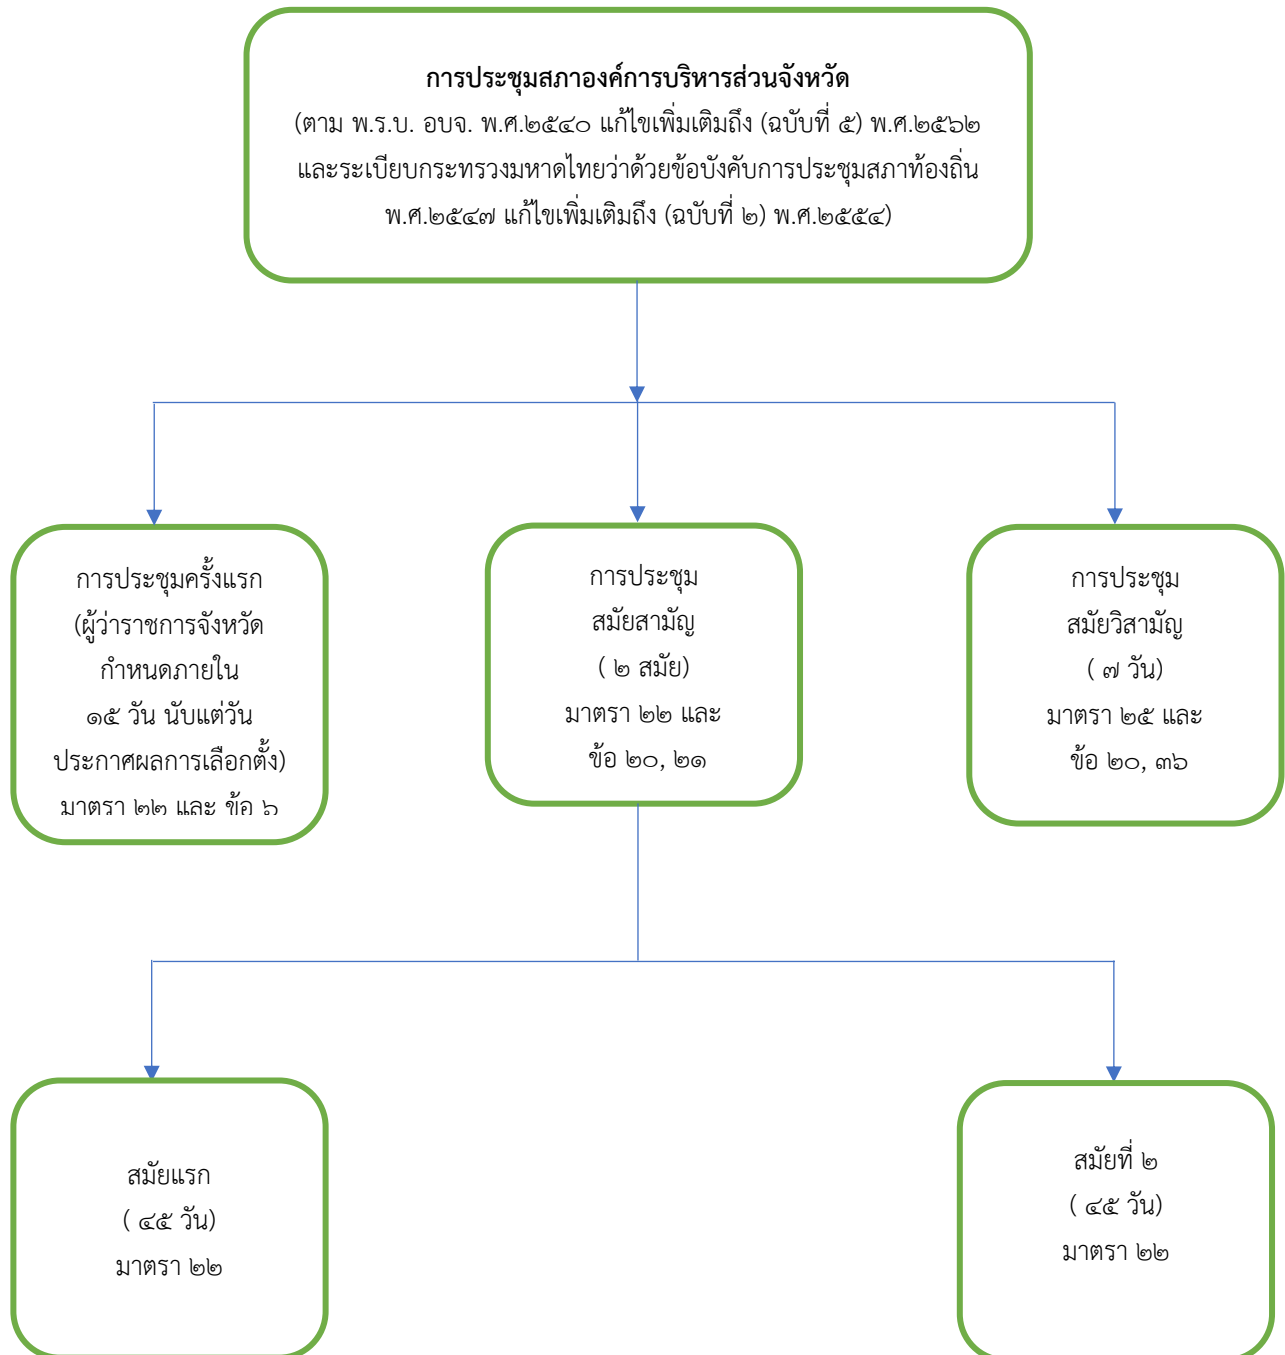 การประชุมสภาองค์การบริหารส่วนจังหวัด
(ตาม พ.ร.บ. อบจ. พ.ศ.๒๕๔๐ แก้ไขเพิ่มเติมถึง (ฉบับที่ ๕) พ.ศ.๒๕๖๒
และระเบียบกระทรวงมหาดไทยว่าด้วยข้อบังคับการประชุมสภาท้องถิ่น
พ.ศ.๒๕๔๗ แก้ไขเพิ่มเติมถึง (ฉบับที่ ๒) พ.ศ.๒๕๕๔)
การประชุมครั้งแรก
(ผู้ว่าราชการจังหวัด
กำหนดภายใน
๑๕ วัน นับแต่วัน
ประกาศผลการเลือกตั้ง)
มาตรา ๒๒ และ ข้อ ๖
การประชุม
สมัยสามัญ
( ๒ สมัย)
มาตรา ๒๒ และ
ข้อ ๒๐, ๒๑
การประชุม
สมัยวิสามัญ
( ๗ วัน)
มาตรา ๒๕ และ
ข้อ ๒๐, ๓๖
สมัยแรก
( ๔๕ วัน)
มาตรา ๒๒
สมัยที่ ๒
( ๔๕ วัน)
มาตรา ๒๒